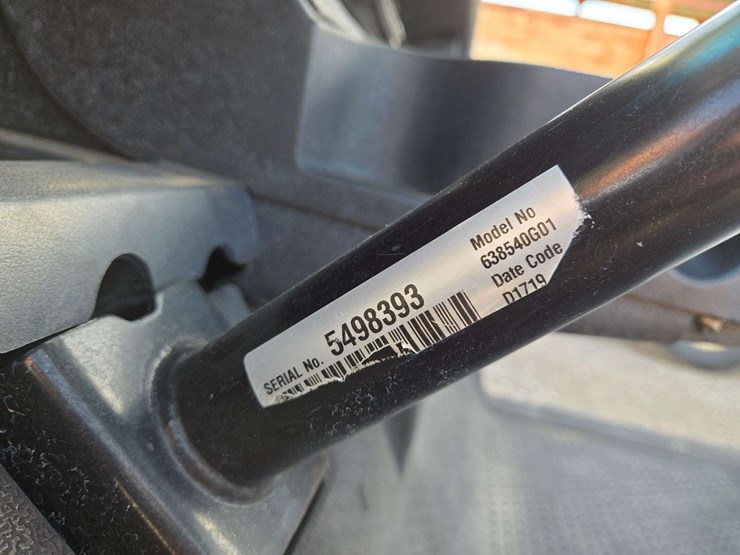 SERIAL No. 5498393
Model No
638540G01
Date Code
D1719